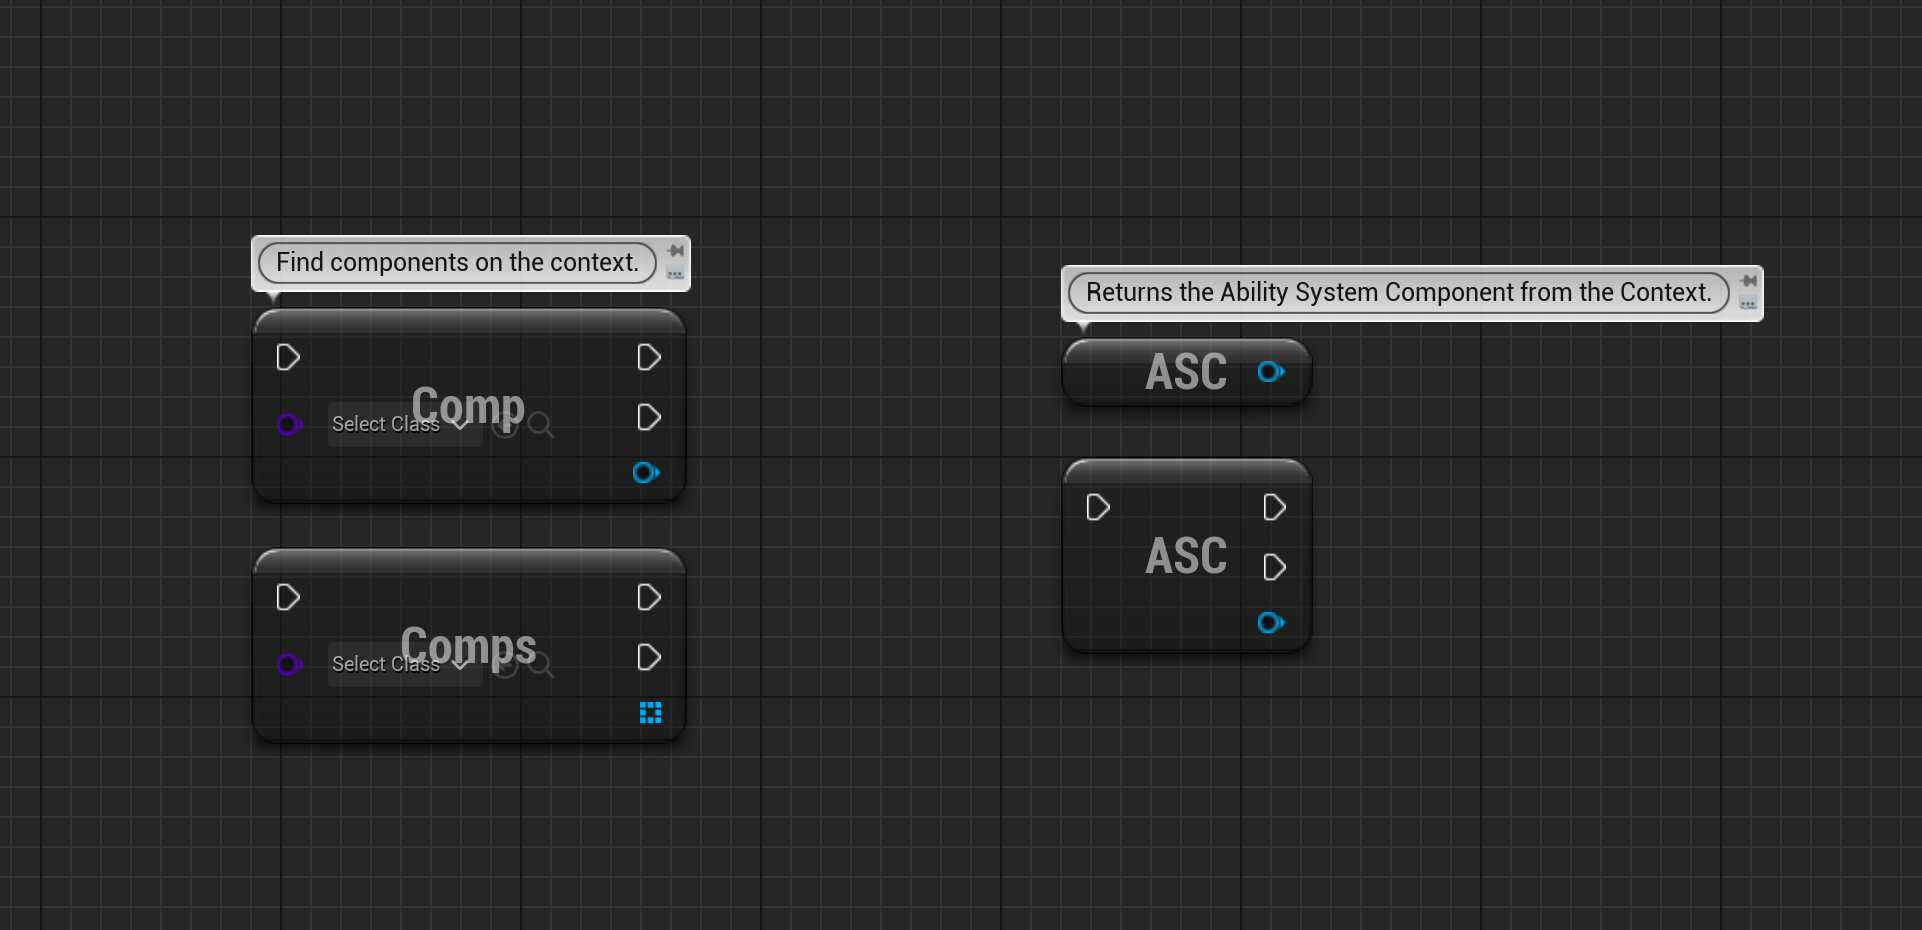 Find components on the context.
Comp
Select Class
Comps
Select Class
Returns the Ability System Component from the Context.
ASC
ASC